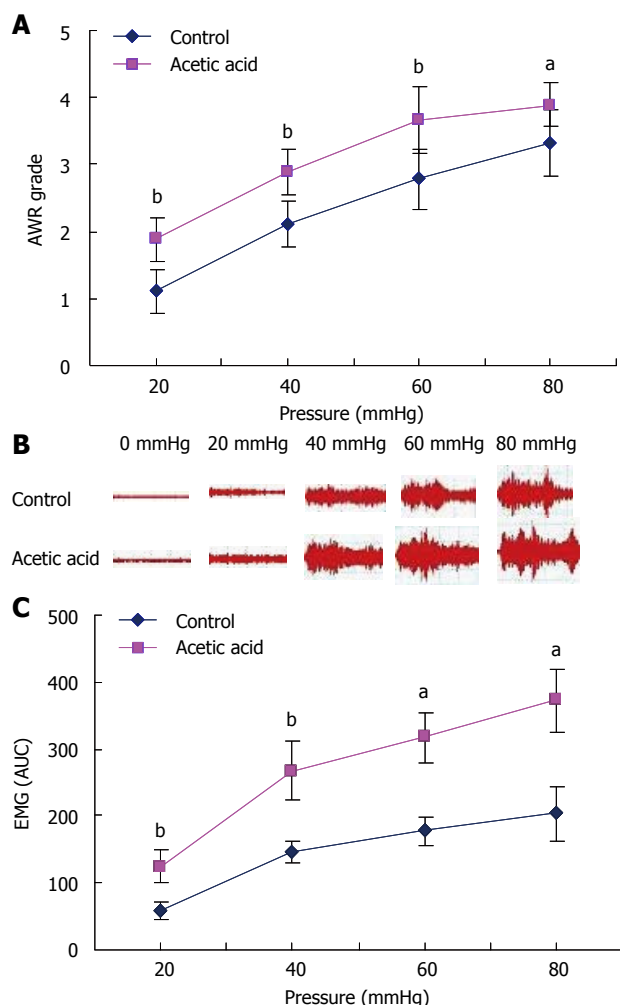 A
Control
Acetic acid
AWR grade
5
4
3
2
1
0
b
b
b
a
20 40 60 80
Pressure (mmHg)
B
0 mmHg 20 mmHg 40 mmHg 60 mmHg 80 mmHg
Control
Acetic acid
C
Control
Acetic acid
EMG (AUC)
500
400
300
200
100
0
b
b
a
a
20 40 60 80
Pressure (mmHg)